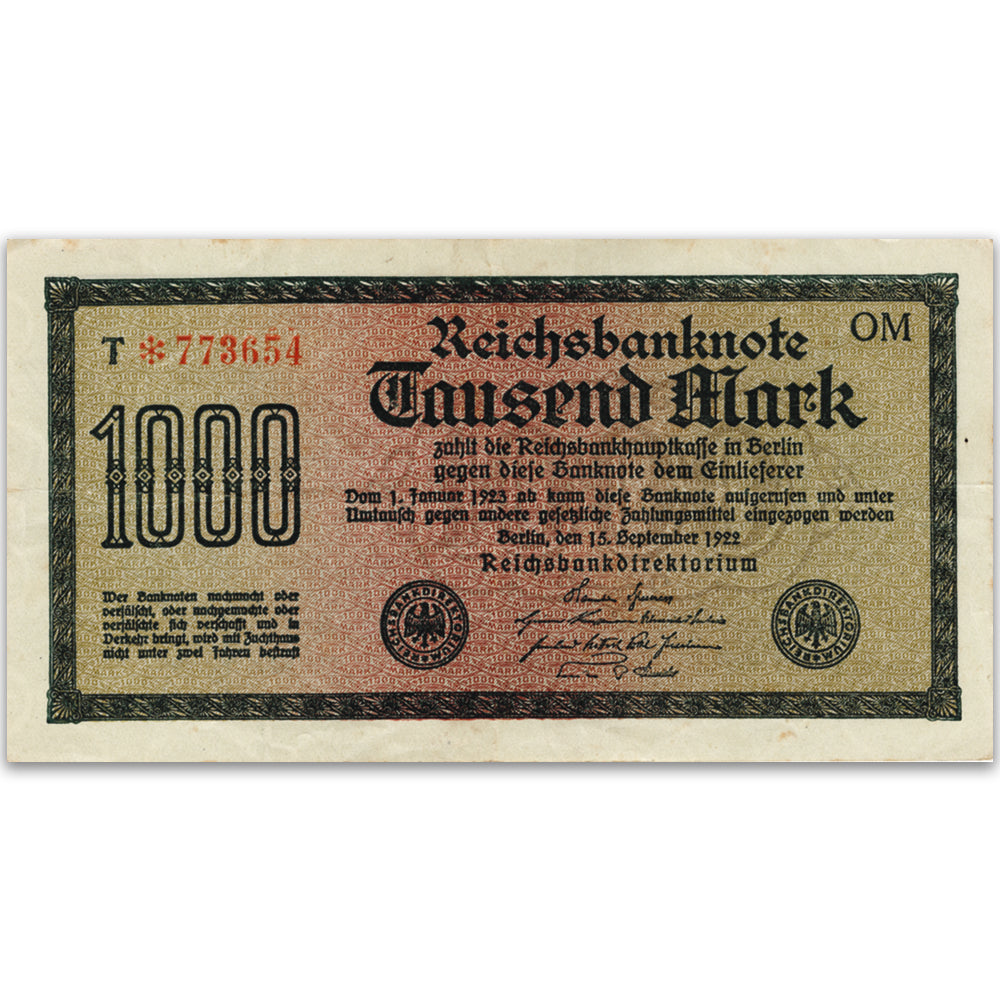 Reichsbanknote
OM
T *773654
Tausend Mark
1000
zahlt die Reichsbankhauptkasse in Berlin
gegen diese Banknote dem Einlieferer
Vom 1. Januar 1923 ab kann diese Banknote aufgerufen und unter
Umtausch gegen andere gesetzliche Zahlungsmittel eingezogen werden
Berlin, den 15. September 1922
Reichsbankdirektorium
Wer Banknoten nachmacht oder
verfälscht, oder nachgemachte oder
verfälschte sich verschafft und in
Verkehr bringt, wird mit Zuchthaus
nicht unter zwei Jahren bestraft
REICHSBANKDIREKTORIUM
REICHSBANKDIREKTORIUM